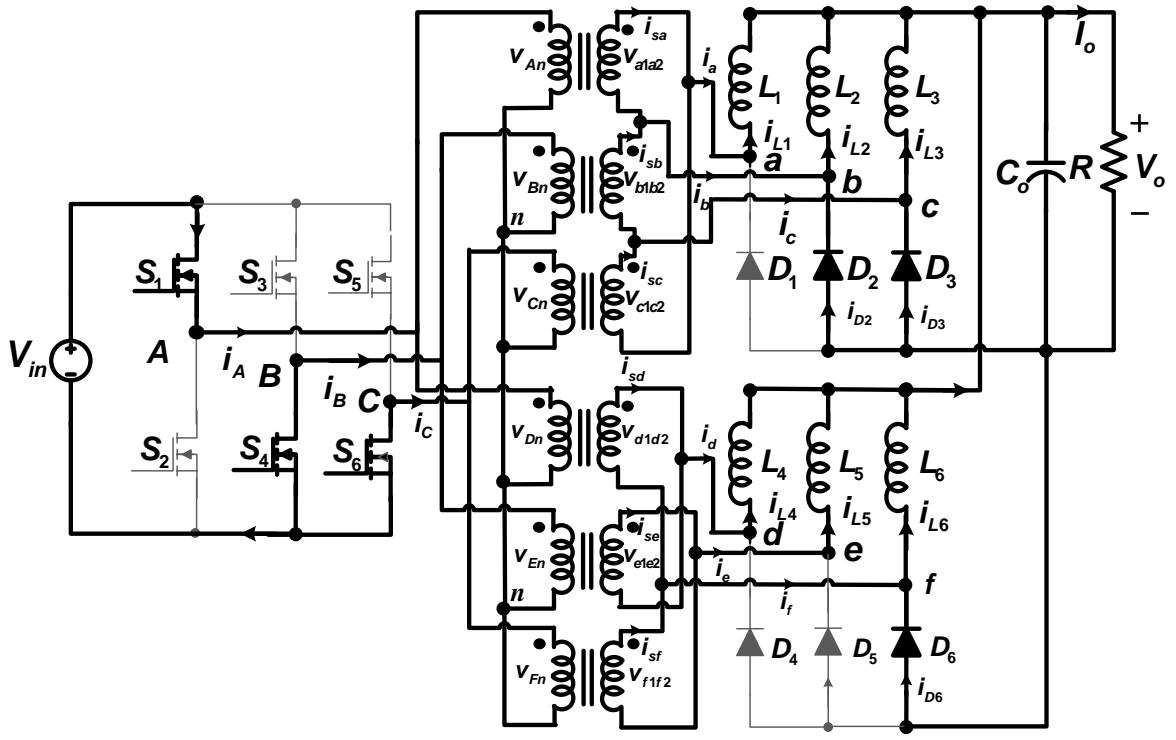 V_in
S_1
S_3
S_5
S_2
S_4
S_6
A
B
C
i_A
i_B
i_C
v_An
v_a1a2
i_sa
v_Bn
v_b1b2
i_sb
n
v_Cn
v_c1c2
i_sc
v_Dn
v_d1d2
i_sd
v_En
v_e1e2
i_se
n
v_Fn
v_f1f2
i_sf
i_a
i_b
i_c
L_1
L_2
L_3
i_L1
i_L2
i_L3
a
b
c
D_1
D_2
D_3
i_D2
i_D3
i_d
i_e
i_f
L_4
L_5
L_6
i_L4
i_L5
i_L6
d
e
f
D_4
D_5
D_6
i_D6
I_o
C_o
R
+
V_o
−